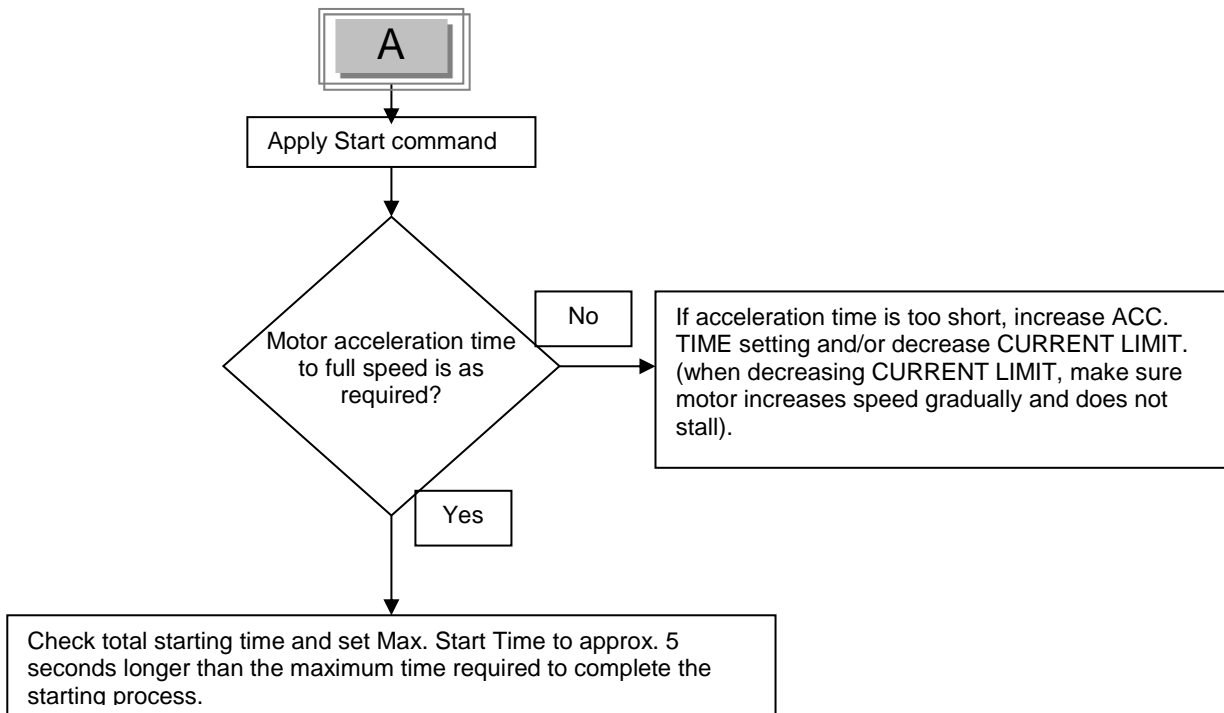 A
Apply Start command
Motor acceleration time
to full speed is as
required?
No
If acceleration time is too short, increase ACC.
TIME setting and/or decrease CURRENT LIMIT.
(when decreasing CURRENT LIMIT, make sure
motor increases speed gradually and does not
stall).
Yes
Check total starting time and set Max. Start Time to approx. 5
seconds longer than the maximum time required to complete the
starting process.